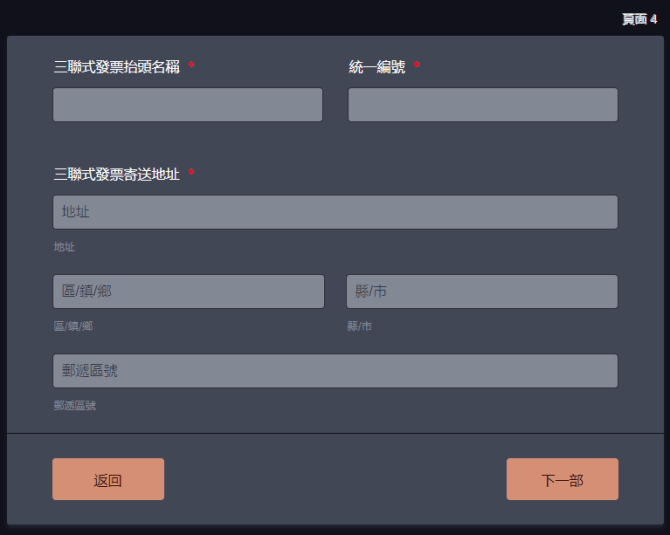 頁面 4
三聯式發票抬頭名稱 * 統一編號 *
三聯式發票寄送地址 *
地址
地址
區/鎮/鄉 縣/市
區/鎮/鄉 縣/市
郵遞區號
郵遞區號
返回 下一部